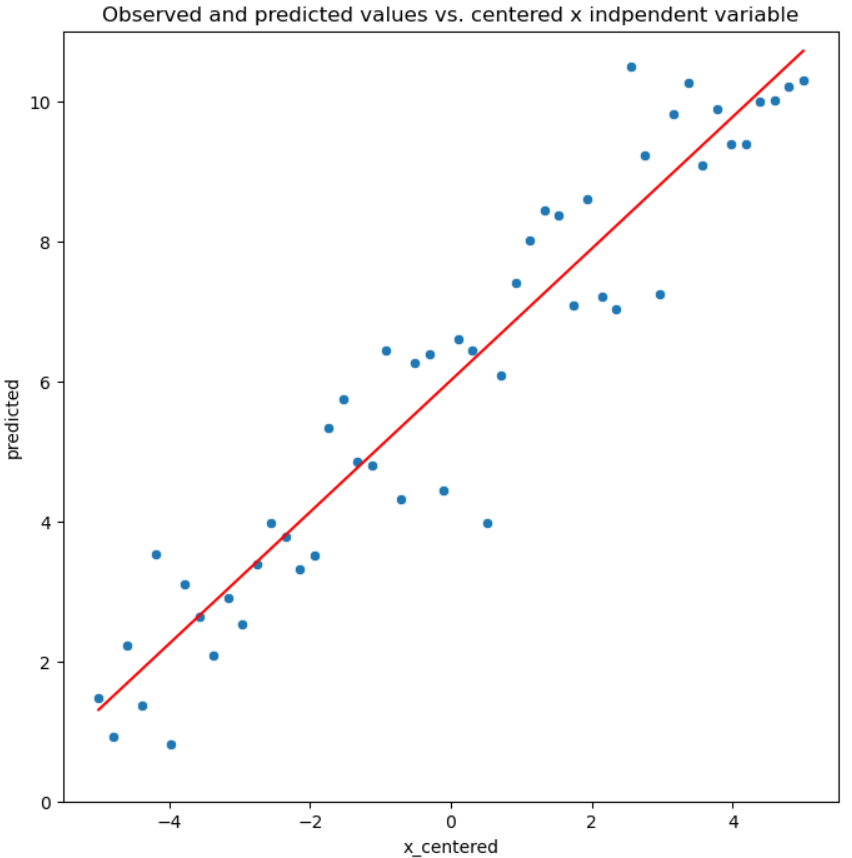 Observed and predicted values vs. centered x indpendent variable
10
8
6
4
2
0
predicted
−4 −2 0 2 4
x_centered